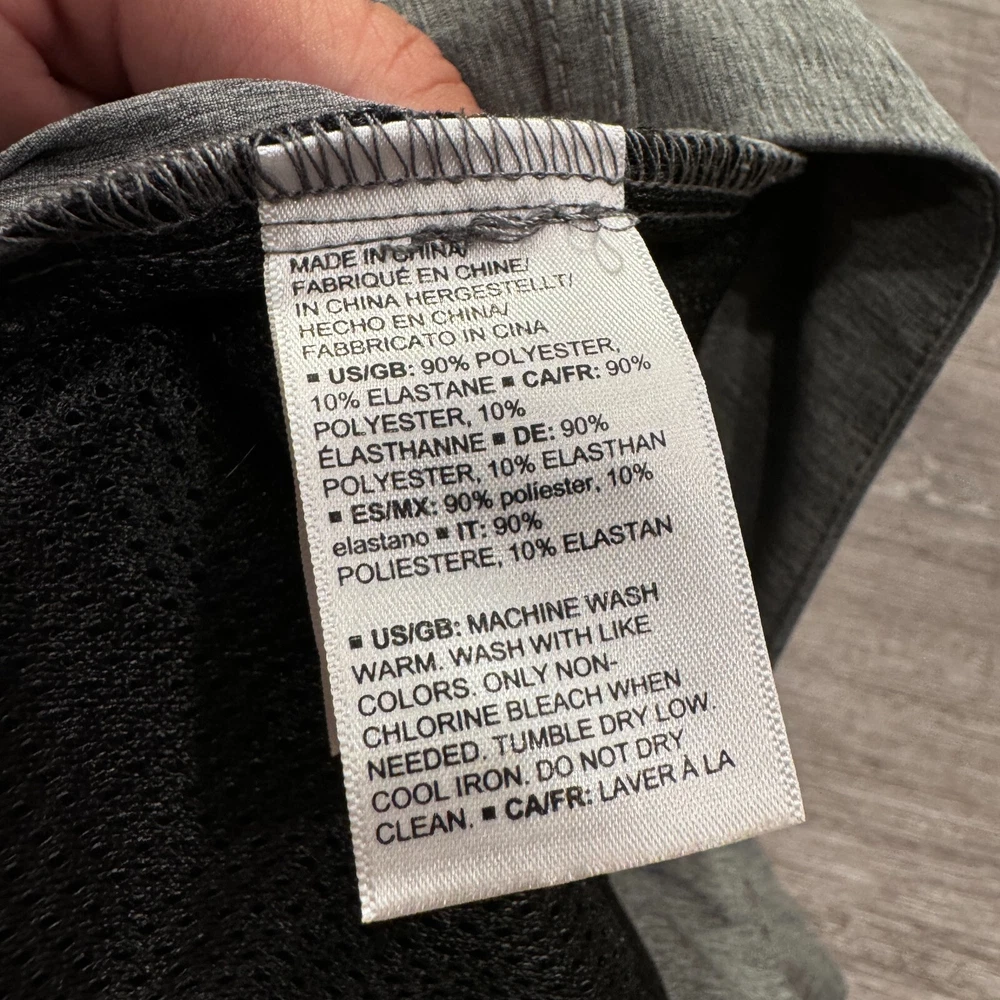 MADE IN CHINA/
FABRIQUÉ EN CHINE/
IN CHINA HERGESTELLT/
HECHO EN CHINA/
FABBRICATO IN CINA
▪ US/GB: 90% POLYESTER,
10% ELASTANE ▪ CA/FR: 90%
POLYESTER, 10%
ÉLASTHANNE ▪ DE: 90%
POLYESTER, 10% ELASTHAN
▪ ES/MX: 90% poliester, 10%
elastano ▪ IT: 90%
POLIESTERE, 10% ELASTAN
▪ US/GB: MACHINE WASH
WARM. WASH WITH LIKE
COLORS. ONLY NON-
CHLORINE BLEACH WHEN
NEEDED. TUMBLE DRY LOW.
COOL IRON. DO NOT DRY
CLEAN. ▪ CA/FR: LAVER À LA